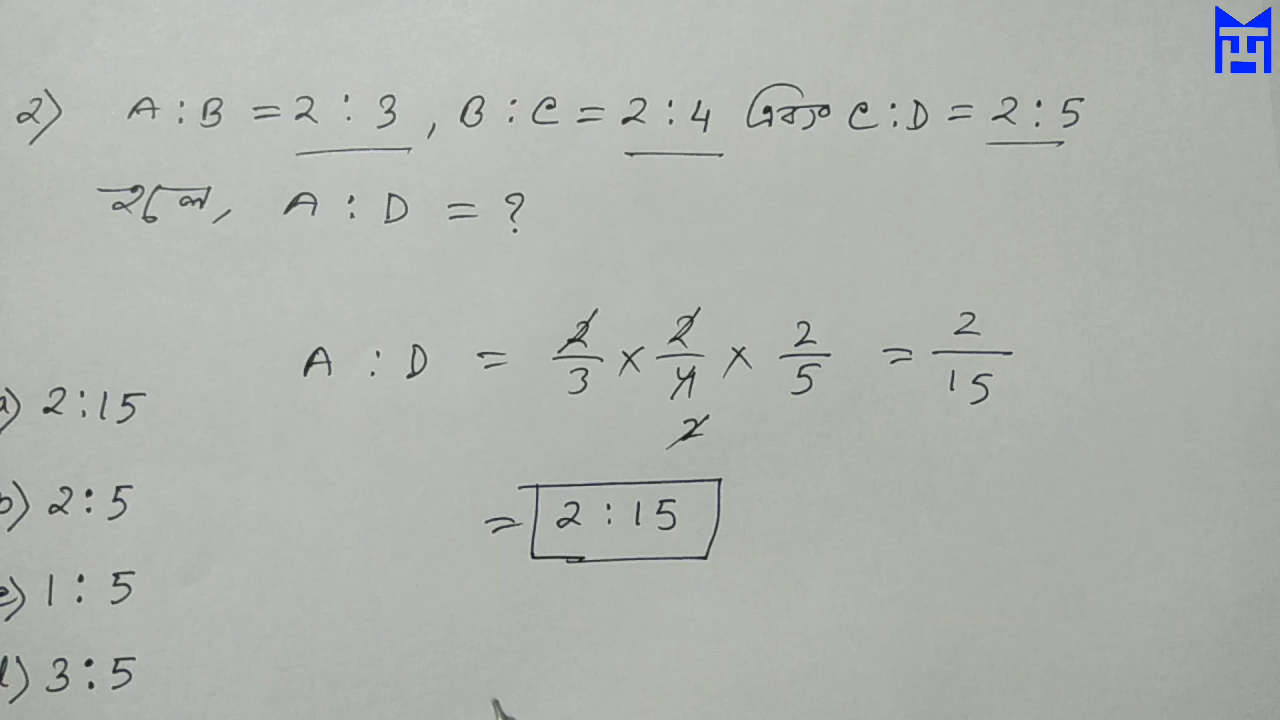 2) A : B = 2 : 3 , B : C = 2 : 4 এবং C : D = 2 : 5
হলে, A : D = ?
A : D = 2/3 × 2/4 × 2/5 = 2/15
2
= 2 : 15
a) 2 : 15
b) 2 : 5
c) 1 : 5
d) 3 : 5